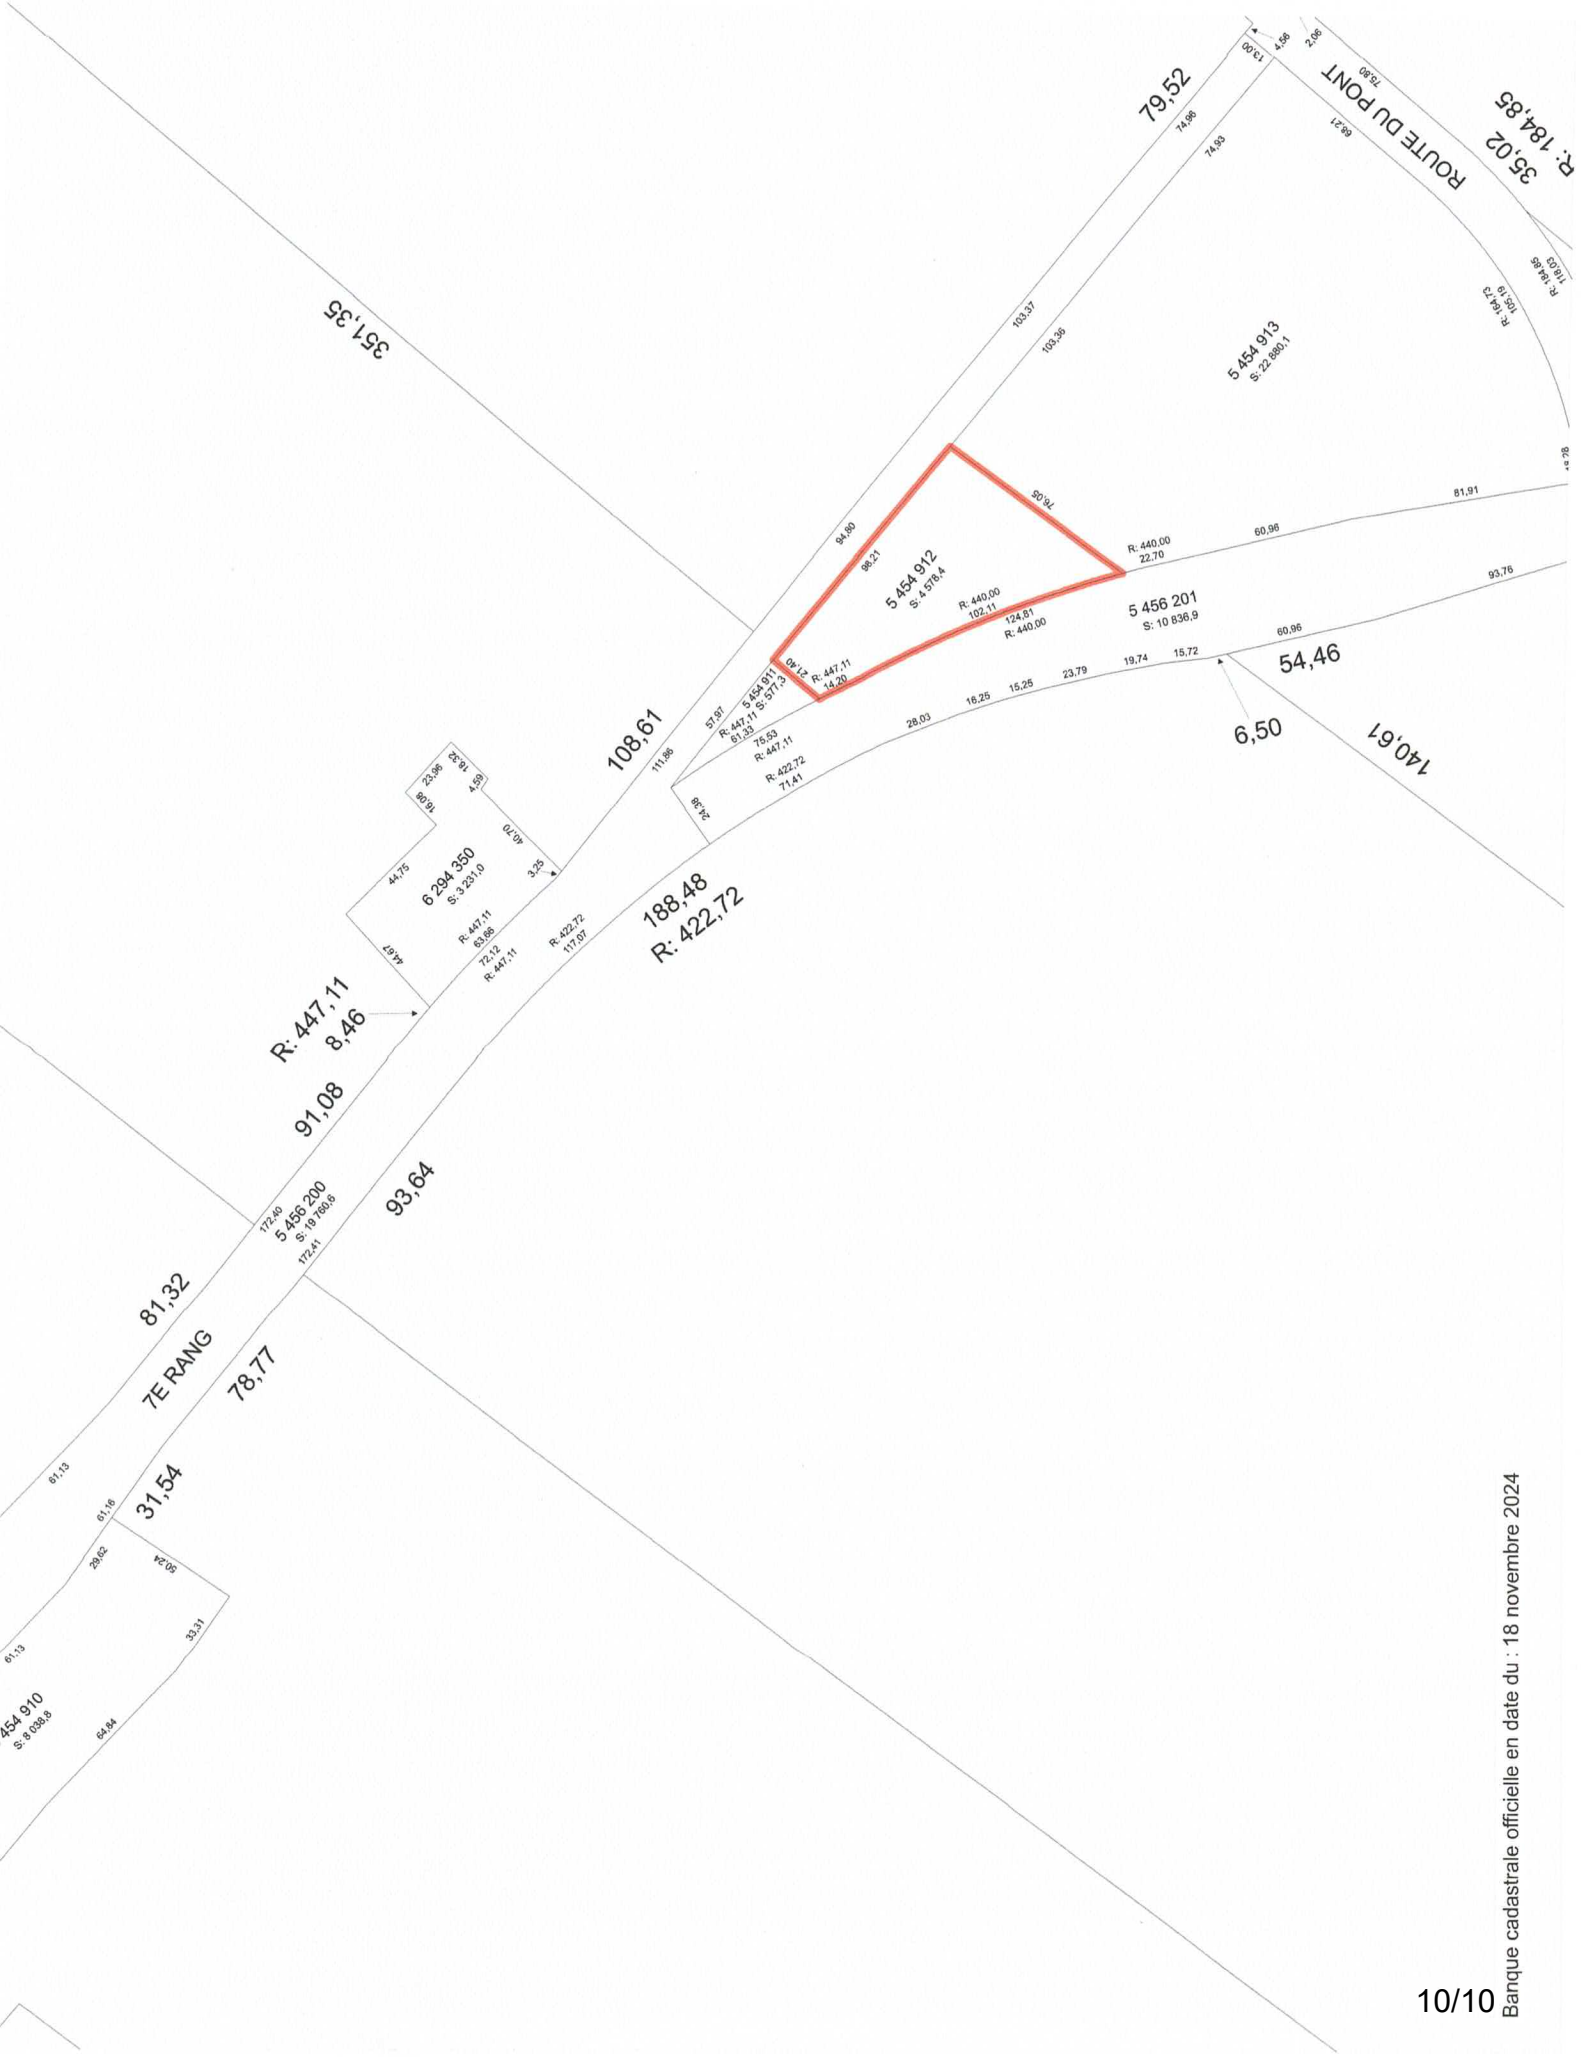 79,52
13,00
4,56
2,06
75,80
ROUTE DU PONT
68,21
35,02
R: 184,85
74,96
74,93
351,35
103,37
103,36
5 454 913
S: 22 880,1
R: 184,85
118,03
105,19
94,80
98,21
76,05
5 454 912
S: 4 578,4
R: 440,00
102,11
124,81
R: 440,00
R: 440,00
22,70
60,96
81,91
93,76
5 456 201
S: 10 836,9
60,96
54,46
15,72
19,74
23,79
15,25
16,25
28,03
6,50
140,61
21,40
R: 447,11
14,20
5 454 911
S: 577,3
57,97
R: 447,11
61,33
75,53
R: 447,11
R: 422,72
71,41
108,61
111,86
24,38
23,96
18,32
4,59
16,08
40,70
44,75
3,25
6 294 350
S: 3 231,0
R: 447,11
63,66
72,12
R: 447,11
44,67
R: 422,72
117,07
188,48
R: 422,72
R: 447,11
8,46
91,08
93,64
172,40
5 456 200
S: 19 760,6
172,41
81,32
7E RANG
78,77
61,13
61,16
31,54
29,62
50,24
33,31
61,13
454 910
S: 8 038,8
64,84
Banque cadastrale officielle en date du : 18 novembre 2024
10/10